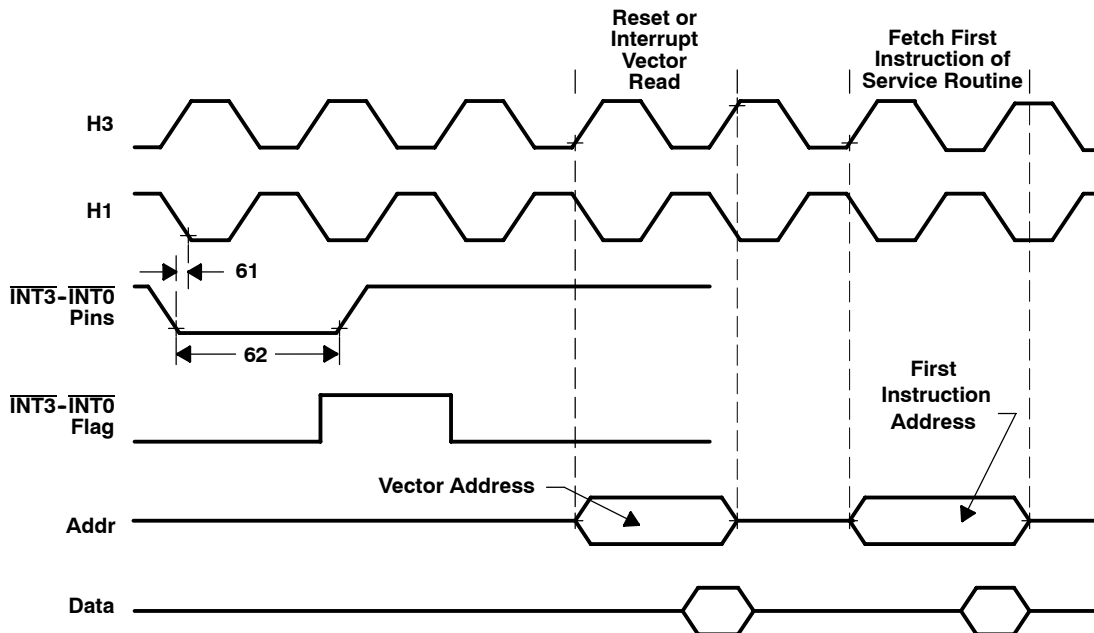 Reset or
Interrupt
Vector
Read
Fetch First
Instruction of
Service Routine
H3
H1
61
INT3-INT0
Pins
62
INT3-INT0
Flag
First
Instruction
Address
Vector Address
Addr
Data